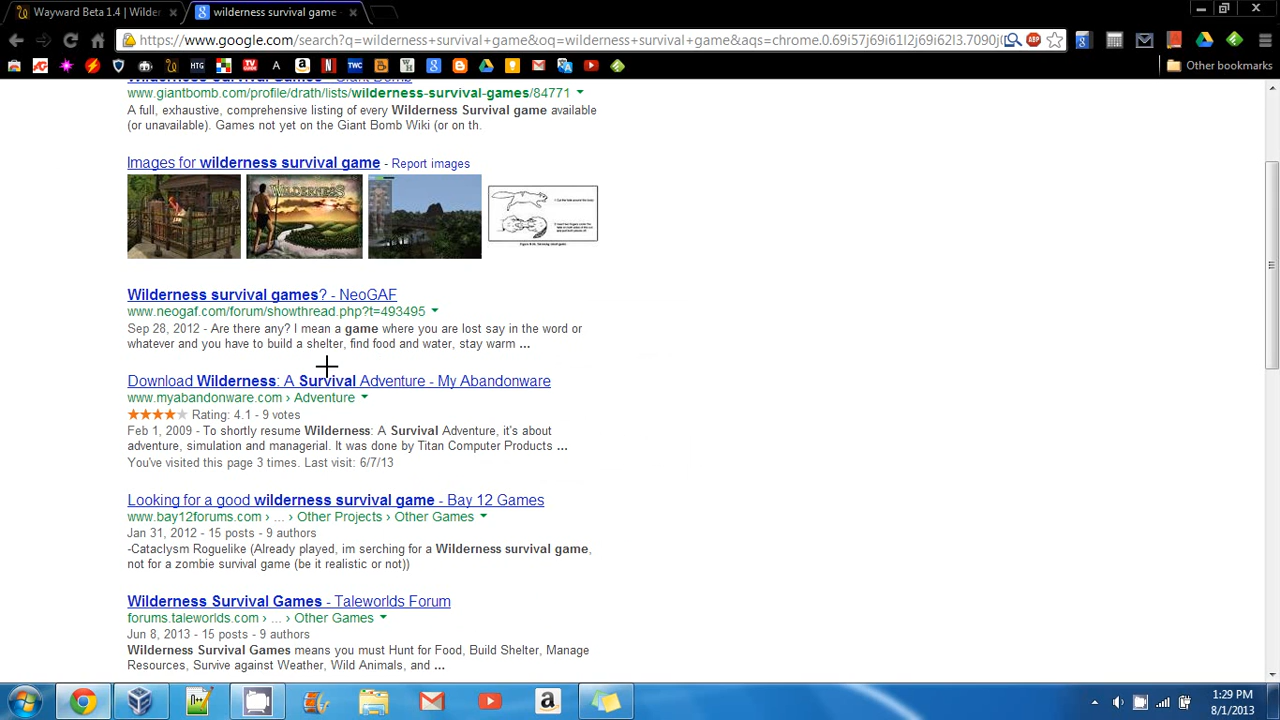 Wayward Beta 1.4 | Wilder
wilderness survival game
https://www.google.com/search?q=wilderness+survival+game&oq=wilderness+survival+game&aqs=chrome.0.69i57j69i61l2j69i62l3.7090j0
Other bookmarks
Wilderness Survival Games - Giant Bomb
www.giantbomb.com/profile/drath/lists/wilderness-survival-games/84771
A full, exhaustive, comprehensive listing of every Wilderness Survival game available
(or unavailable). Games not yet on the Giant Bomb Wiki (or on th.
Images for wilderness survival game - Report images
WILDERNESS
Wilderness survival games? - NeoGAF
www.neogaf.com/forum/showthread.php?t=493495
Sep 28, 2012 - Are there any? I mean a game where you are lost say in the word or
whatever and you have to build a shelter, find food and water, stay warm ...
Download Wilderness: A Survival Adventure - My Abandonware
www.myabandonware.com › Adventure
Rating: 4.1 - 9 votes
Feb 1, 2009 - To shortly resume Wilderness: A Survival Adventure, it's about
adventure, simulation and managerial. It was done by Titan Computer Products ...
You've visited this page 3 times. Last visit: 6/7/13
Looking for a good wilderness survival game - Bay 12 Games
www.bay12forums.com › ... › Other Projects › Other Games
Jan 31, 2012 - 15 posts - 9 authors
-Cataclysm Roguelike (Already played, im serching for a Wilderness survival game,
not for a zombie survival game (be it realistic or not))
Wilderness Survival Games - Taleworlds Forum
forums.taleworlds.com › ... › Other Games
Jun 8, 2013 - 15 posts - 9 authors
Wilderness Survival Games means you must Hunt for Food, Build Shelter, Manage
Resources, Survive against Weather, Wild Animals, and ...
1:29 PM
8/1/2013